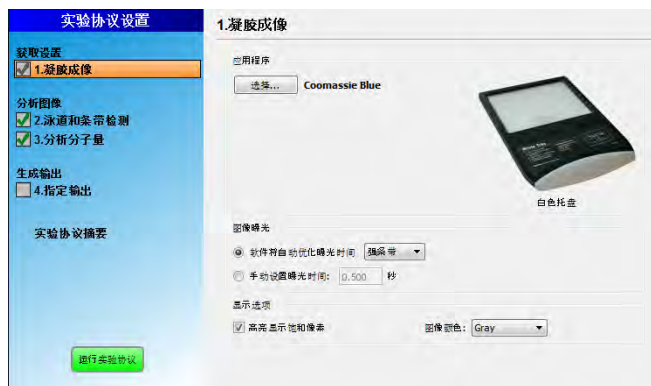 实验协议设置
获取设置
1.凝胶成像
分析图像
2.泳道和条带检测
3.分析分子量
生成输出
4.指定输出
实验协议摘要
运行实验协议
1.凝胶成像
应用程序
选择... Coomassie Blue
白色托盘
图像曝光
软件将自动优化曝光时间 强条带
手动设置曝光时间: 0.500 秒
显示选项
高亮显示饱和像素 图像颜色: Gray